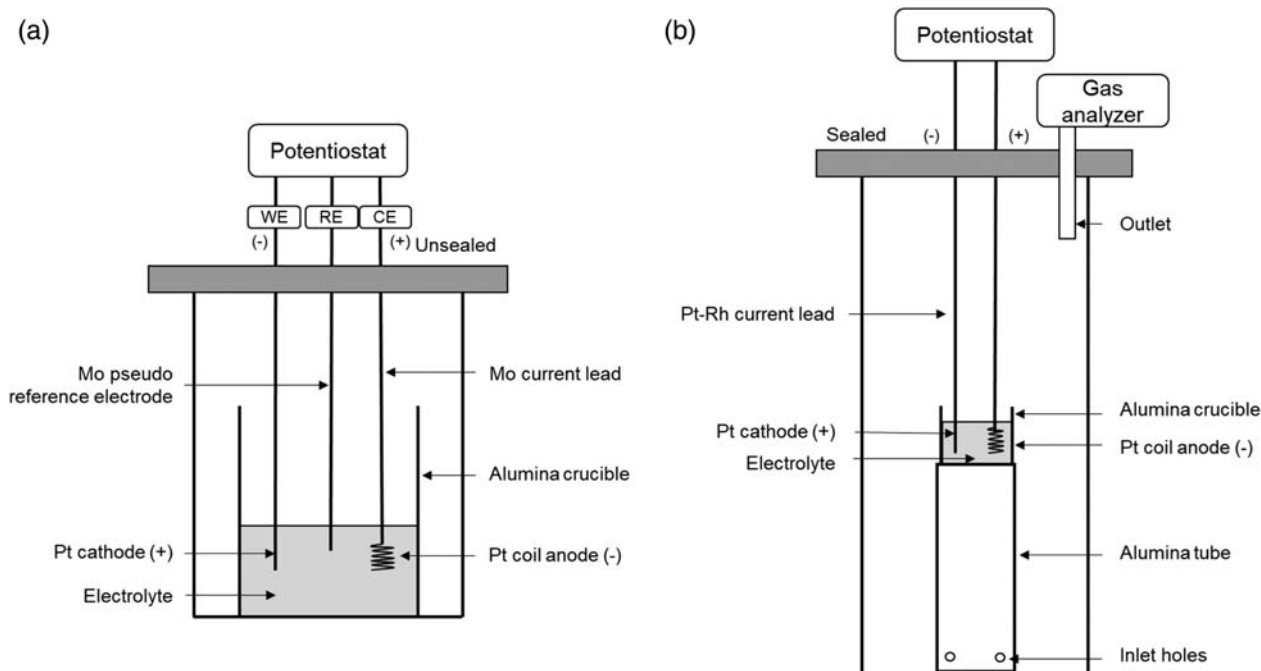 (a)
Potentiostat
WE
RE
CE
(-)
(+)
Unsealed
Mo pseudo
reference electrode
Mo current lead
Alumina crucible
Pt cathode (+)
Pt coil anode (-)
Electrolyte
(b)
Potentiostat
Gas
analyzer
Sealed
(-)
(+)
Outlet
Pt-Rh current lead
Alumina crucible
Pt cathode (+)
Pt coil anode (-)
Electrolyte
Alumina tube
Inlet holes